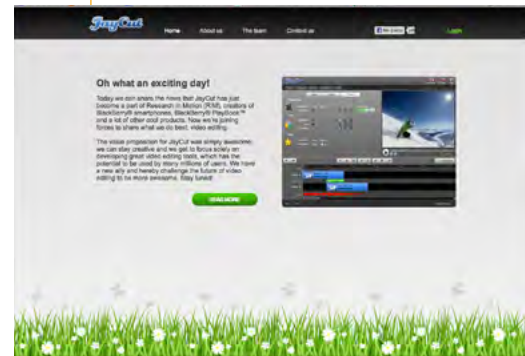 JayCut
Home About us The team Contact us Login
Oh what an exciting day!
Today we can share the news that JayCut has just
become a part of Research in Motion (RIM), creators of
BlackBerry® smartphones, BlackBerry® PlayBook™
and a lot of other cool products. Now we're joining
forces to share what we do best, video editing.
The value proposition for JayCut was simply awesome;
we can stay creative and we get to focus solely on
developing great video editing tools, which has the
potential to be used by many millions of users. We have
a new ally and hereby challenge the future of video
editing to be more awesome. Stay tuned!
READ MORE